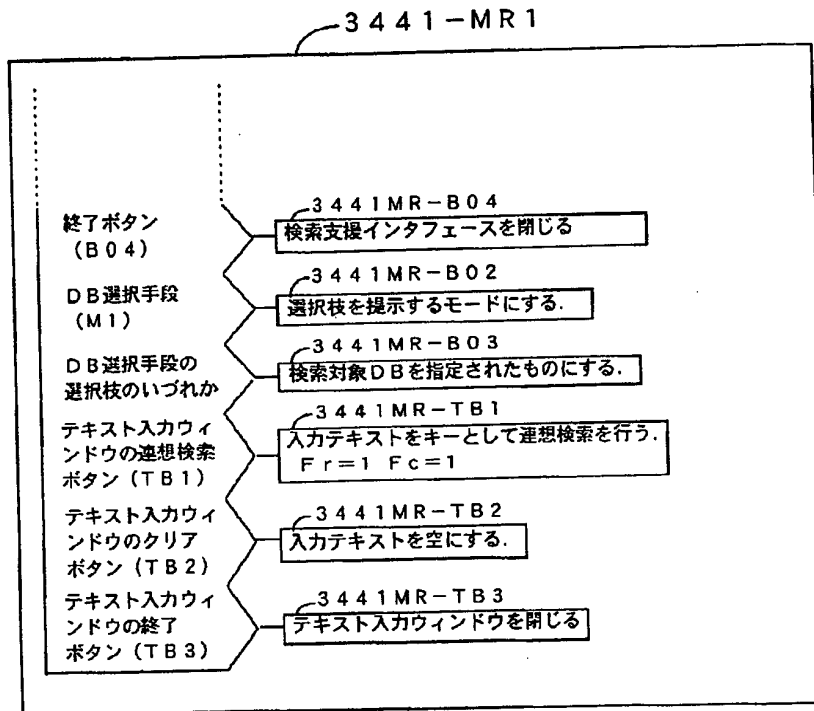 3441-MR1
終了ボタン
(B04)
3441MR-B04
検索支援インタフェースを閉じる
DB選択手段
(M1)
3441MR-B02
選択枝を提示するモードにする.
DB選択手段の
選択枝のいづれか
3441MR-B03
検索対象DBを指定されたものにする.
テキスト入力ウィ
ンドウの連想検索
ボタン(TB1)
3441MR-TB1
入力テキストをキーとして連想検索を行う.
Fr=1 Fc=1
テキスト入力ウィ
ンドウのクリア
ボタン(TB2)
3441MR-TB2
入力テキストを空にする.
テキスト入力ウィ
ンドウの終了
ボタン(TB3)
3441MR-TB3
テキスト入力ウィンドウを閉じる